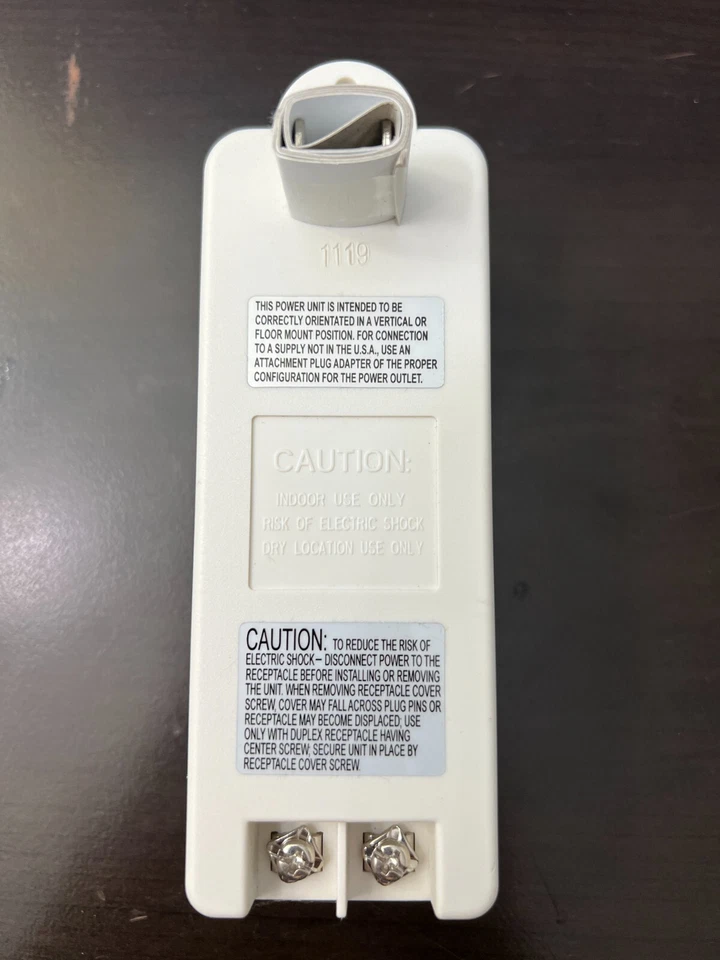 1119
THIS POWER UNIT IS INTENDED TO BE
CORRECTLY ORIENTATED IN A VERTICAL OR
FLOOR MOUNT POSITION. FOR CONNECTION
TO A SUPPLY NOT IN THE U.S.A., USE AN
ATTACHMENT PLUG ADAPTER OF THE PROPER
CONFIGURATION FOR THE POWER OUTLET.
CAUTION:
INDOOR USE ONLY
RISK OF ELECTRIC SHOCK
DRY LOCATION USE ONLY
CAUTION: TO REDUCE THE RISK OF
ELECTRIC SHOCK– DISCONNECT POWER TO THE
RECEPTACLE BEFORE INSTALLING OR REMOVING
THE UNIT. WHEN REMOVING RECEPTACLE COVER
SCREW, COVER MAY FALL ACROSS PLUG PINS OR
RECEPTACLE MAY BECOME DISPLACED; USE
ONLY WITH DUPLEX RECEPTACLE HAVING
CENTER SCREW; SECURE UNIT IN PLACE BY
RECEPTACLE COVER SCREW.